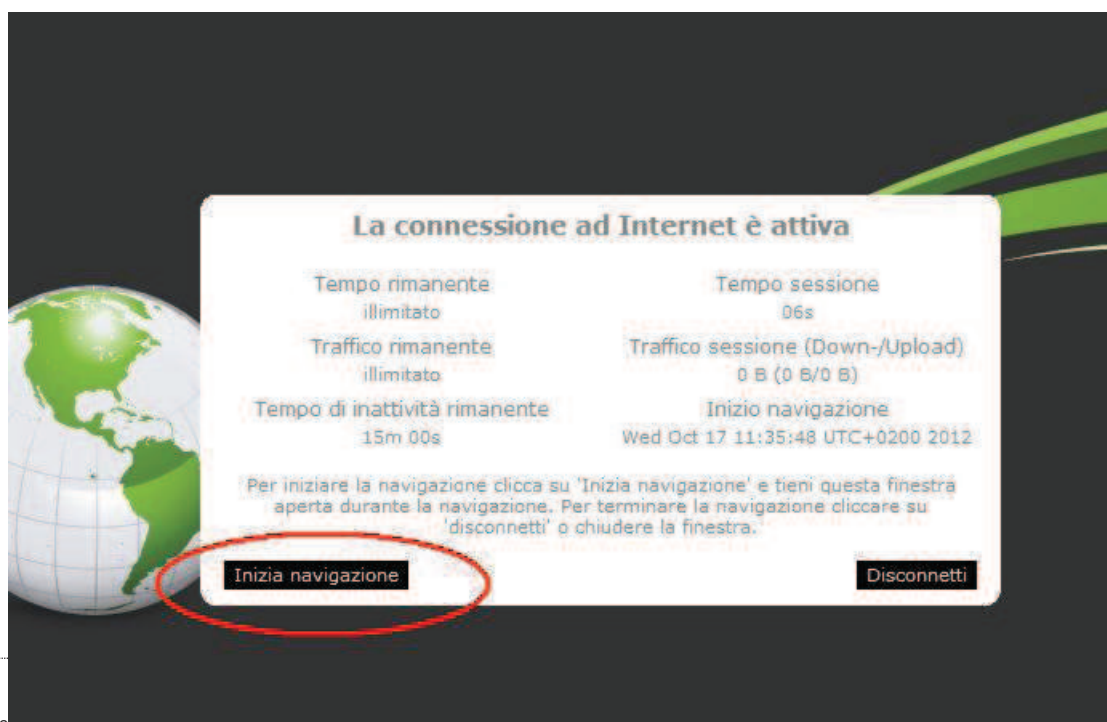 La connessione ad Internet è attiva
Tempo rimanente
illimitato
Tempo sessione
06s
Traffico rimanente
illimitato
Traffico sessione (Down-/Upload)
0 B (0 B/0 B)
Tempo di inattività rimanente
15m 00s
Inizio navigazione
Wed Oct 17 11:35:48 UTC+0200 2012
Per iniziare la navigazione clicca su 'Inizia navigazione' e tieni questa finestra
aperta durante la navigazione. Per terminare la navigazione cliccare su
'disconnetti' o chiudere la finestra.
Inizia navigazione
Disconnetti